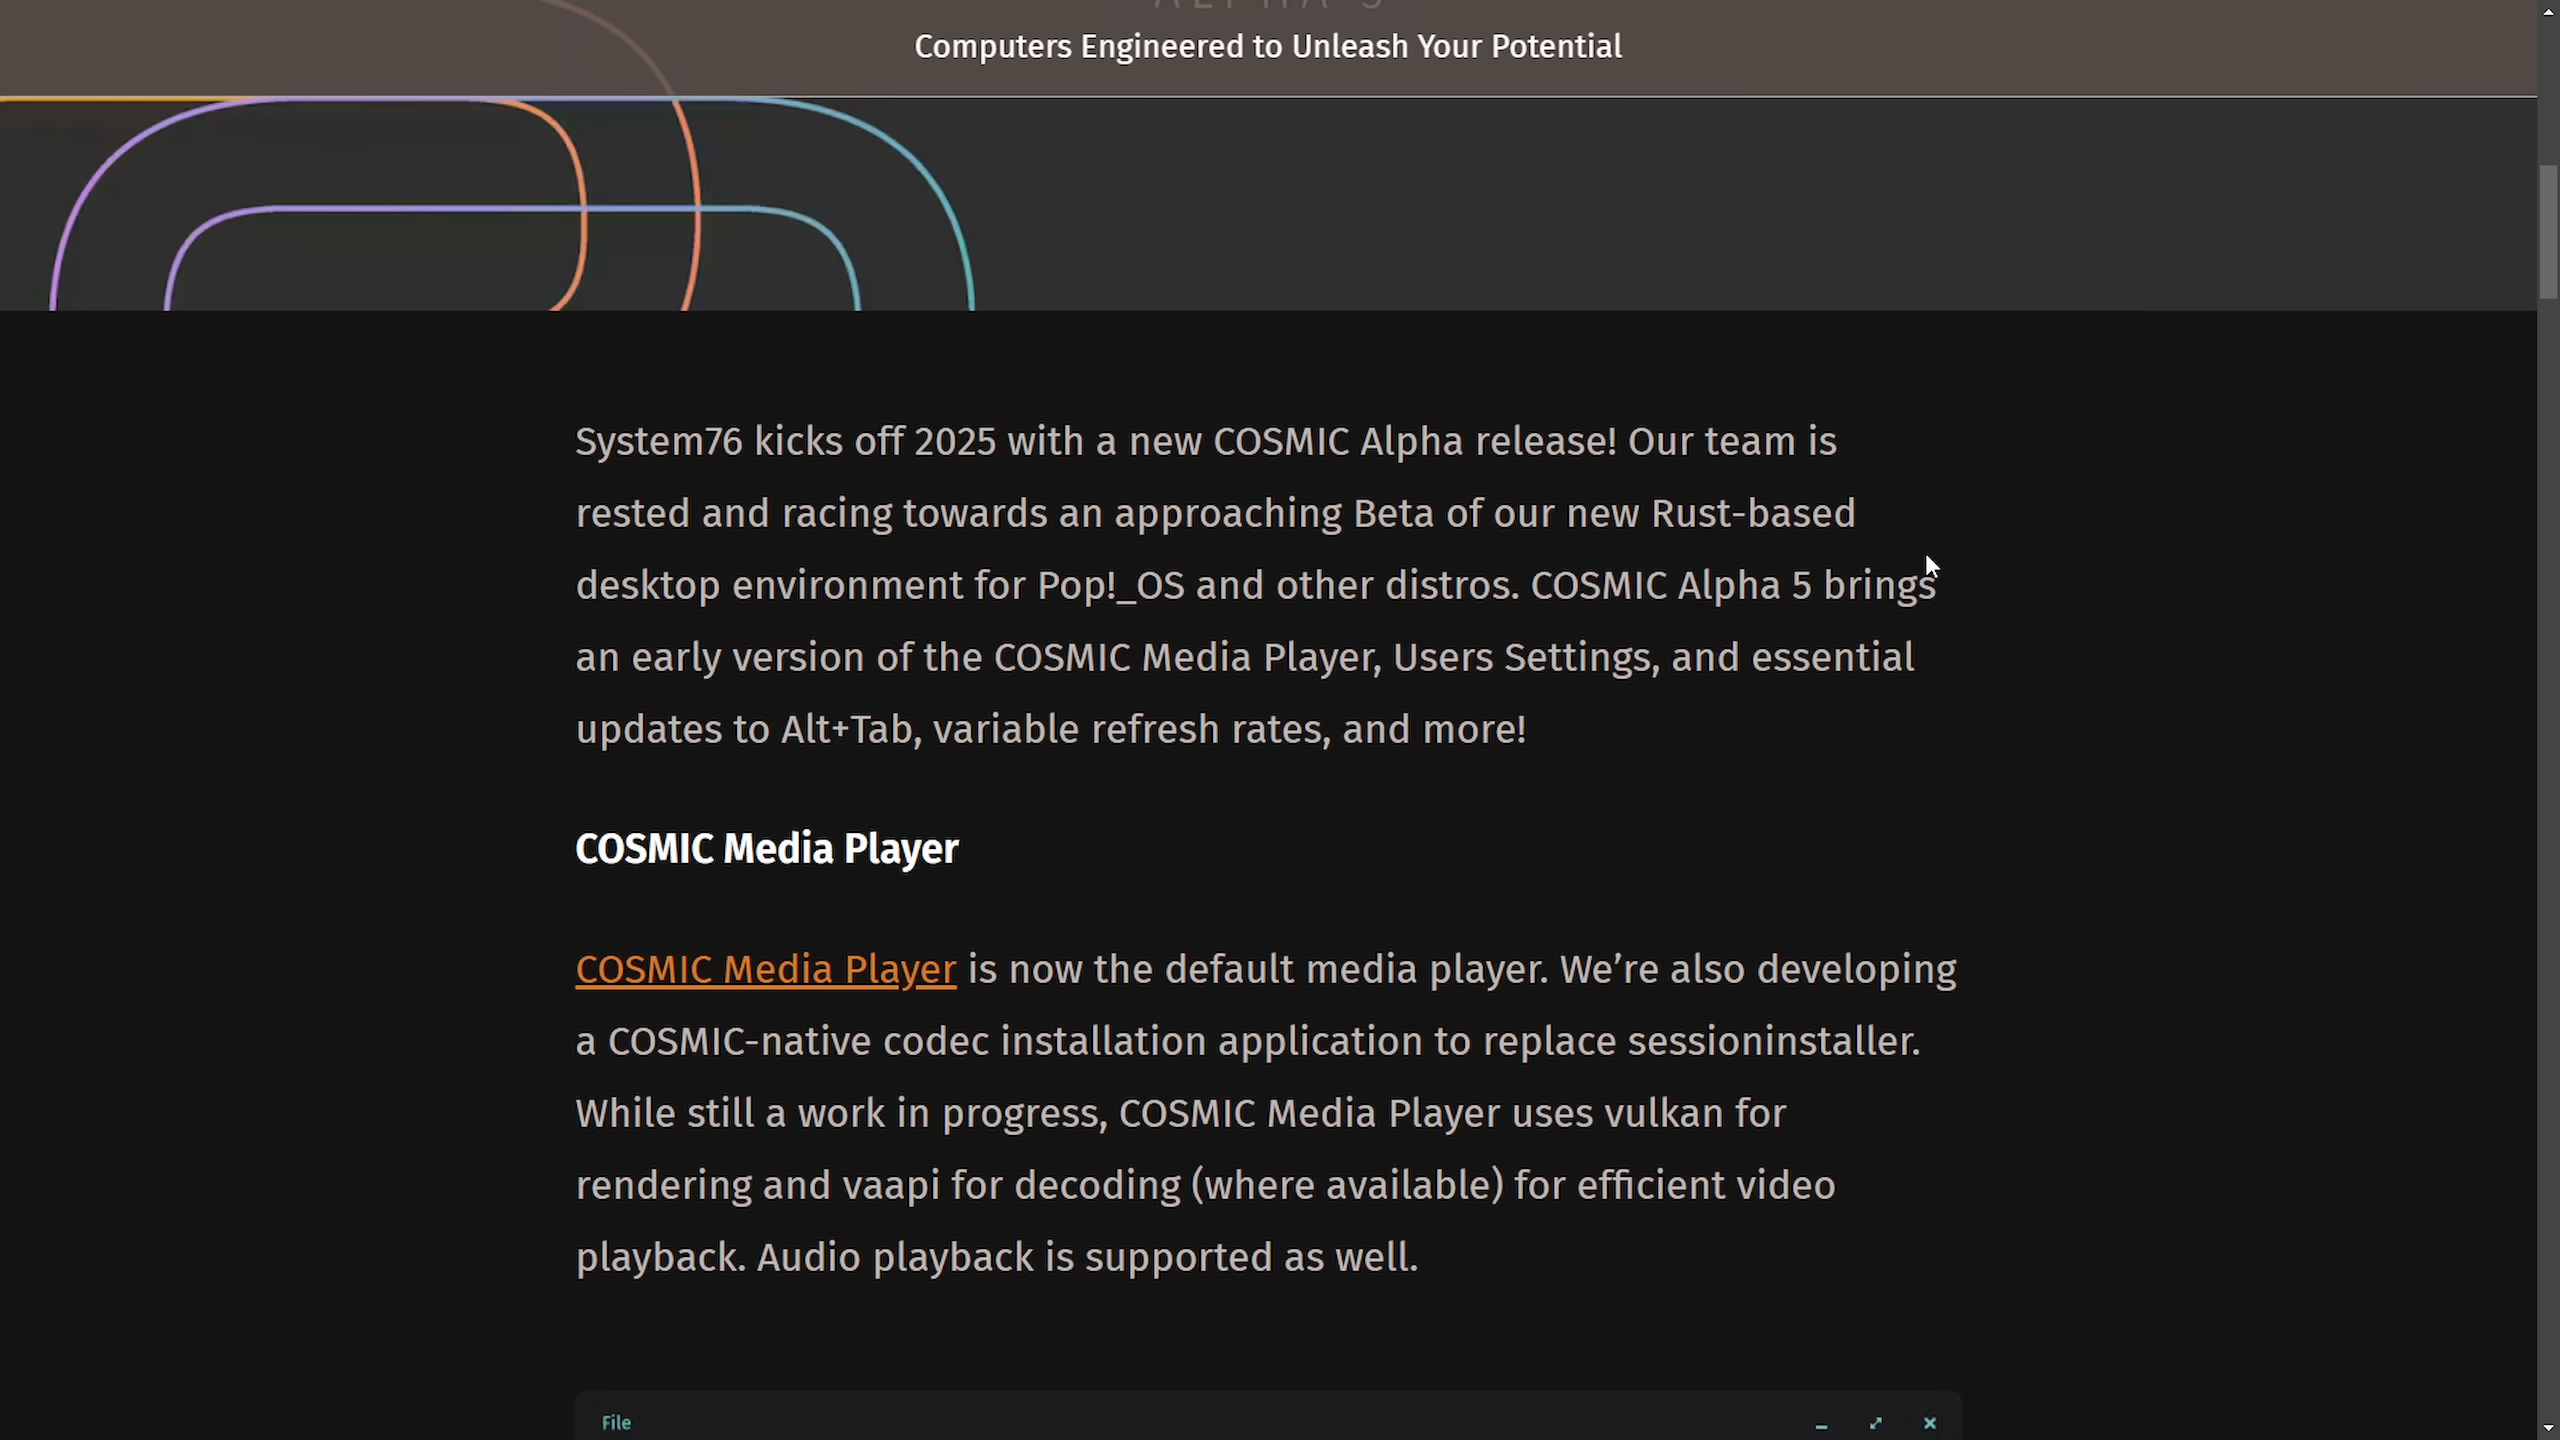 ALPHA 5
Computers Engineered to Unleash Your Potential
System76 kicks off 2025 with a new COSMIC Alpha release! Our team is
rested and racing towards an approaching Beta of our new Rust-based
desktop environment for Pop!_OS and other distros. COSMIC Alpha 5 brings
an early version of the COSMIC Media Player, Users Settings, and essential
updates to Alt+Tab, variable refresh rates, and more!
COSMIC Media Player
COSMIC Media Player is now the default media player. We’re also developing
a COSMIC-native codec installation application to replace sessioninstaller.
While still a work in progress, COSMIC Media Player uses vulkan for
rendering and vaapi for decoding (where available) for efficient video
playback. Audio playback is supported as well.
File